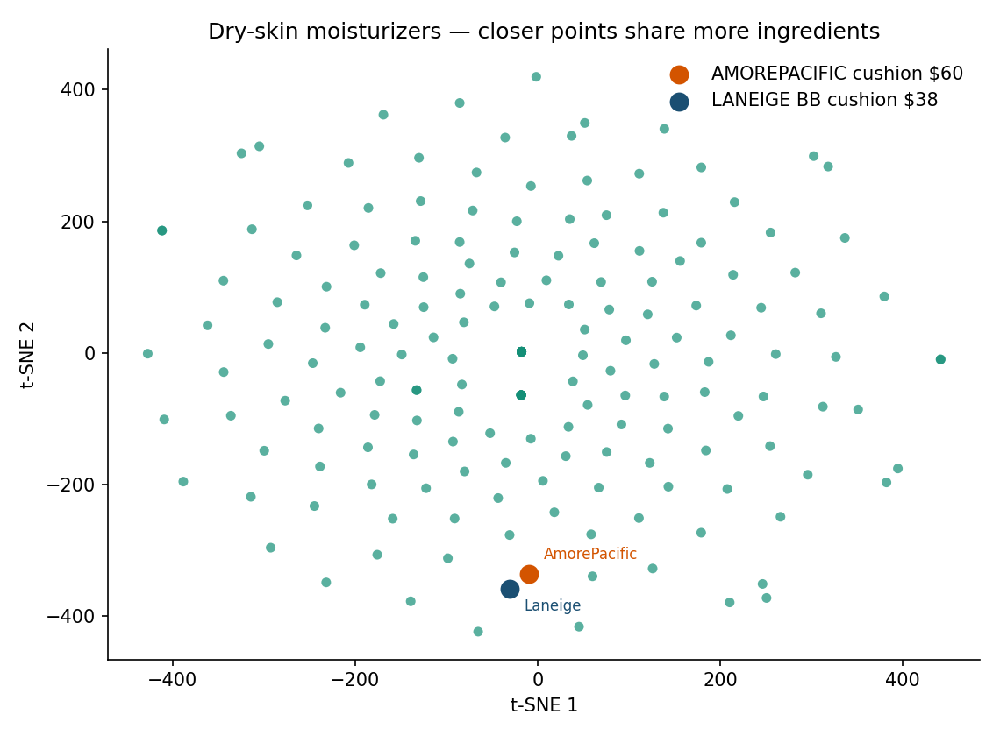 Dry-skin moisturizers — closer points share more ingredients
AMOREPACIFIC cushion $60
LANEIGE BB cushion $38
400
200
0
−200
−400
t-SNE 2
AmorePacific
Laneige
−400
−200
0
200
400
t-SNE 1